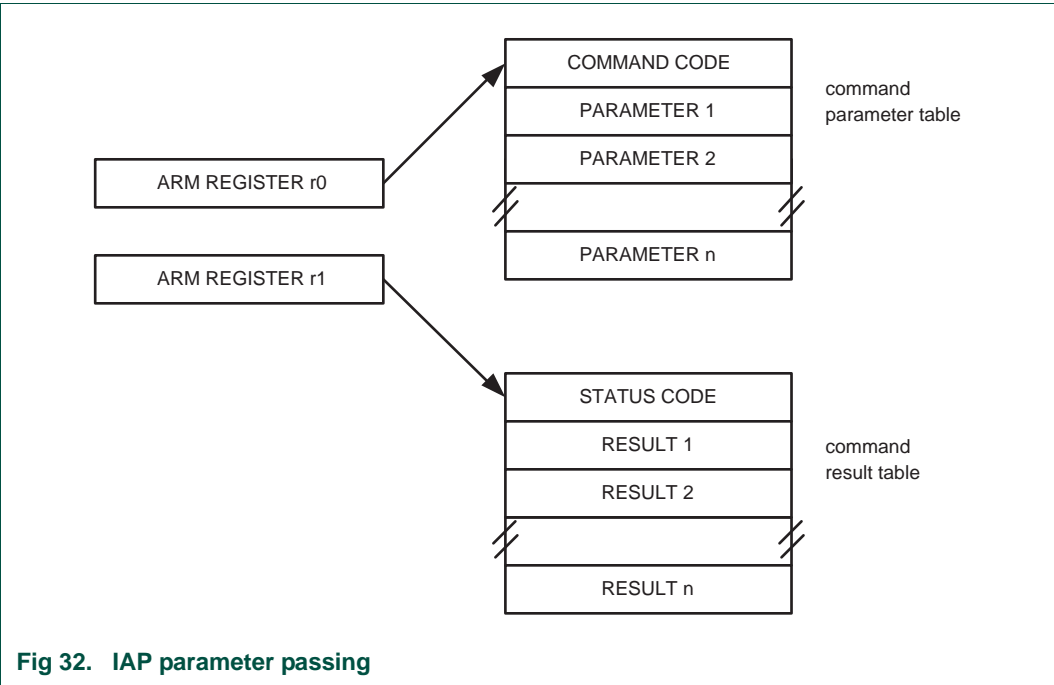 COMMAND CODE
PARAMETER 1
PARAMETER 2
PARAMETER n
command
parameter table
ARM REGISTER r0
ARM REGISTER r1
STATUS CODE
RESULT 1
RESULT 2
RESULT n
command
result table
Fig 32. IAP parameter passing